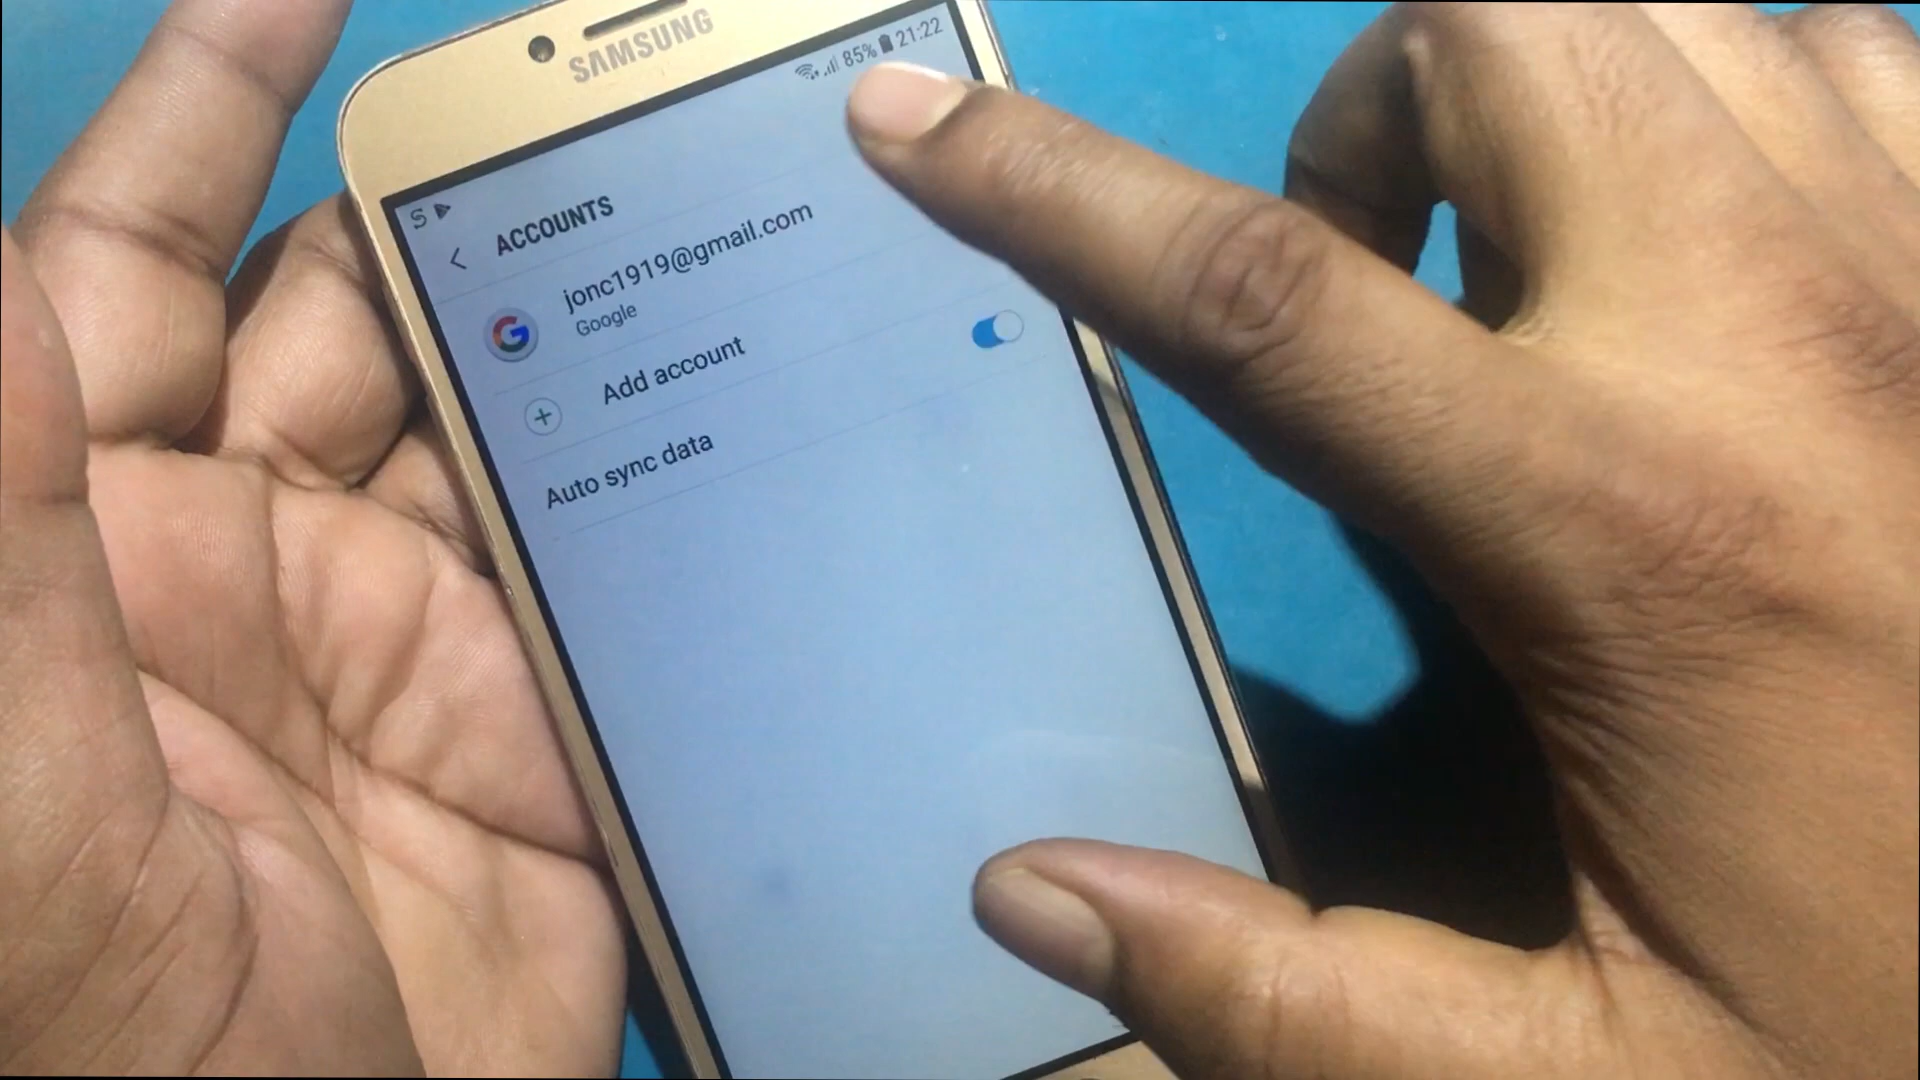 SAMSUNG
85% 21:22
ACCOUNTS
jonc1919@gmail.com
Google
Add account
Auto sync data